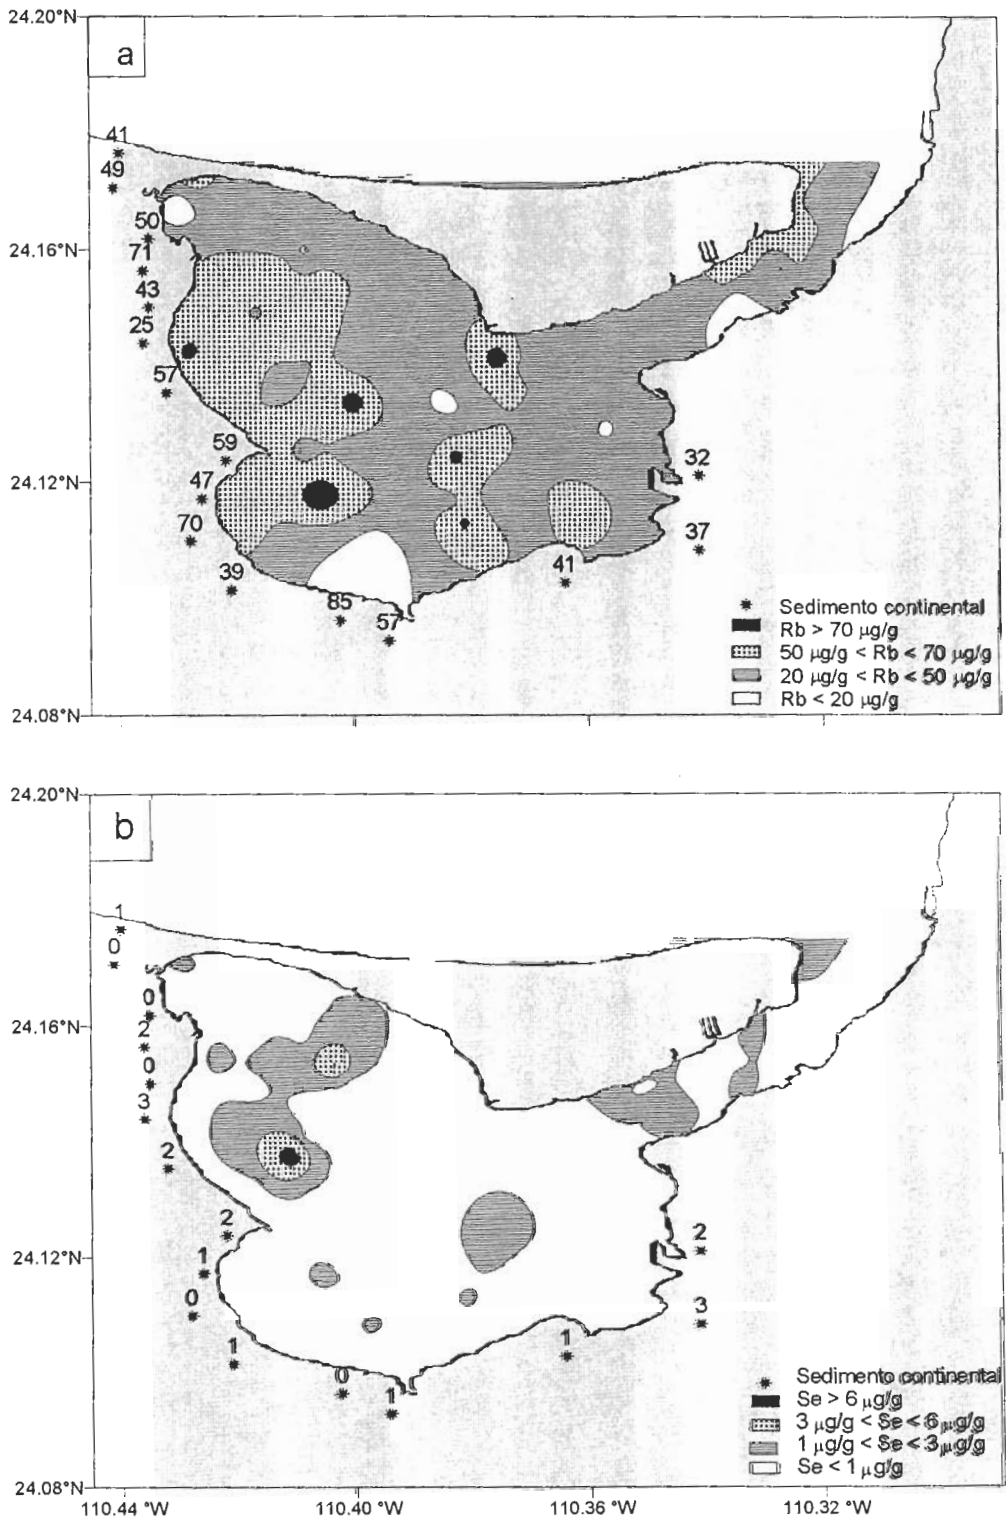 24.20°N
a
41
49
50
71
43
25
57
59
47
70
39
85
57
41
32
37
24.16°N
24.12°N
24.08°N
Sedimento continental
Rb > 70 µg/g
50 µg/g < Rb < 70 µg/g
20 µg/g < Rb < 50 µg/g
Rb < 20 µg/g
24.20°N
b
1
0
0
2
0
3
2
2
1
0
1
0
1
1
2
3
24.16°N
24.12°N
24.08°N
Sedimento continental
Se > 6 µg/g
3 µg/g < Se < 6 µg/g
1 µg/g < Se < 3 µg/g
Se < 1 µg/g
110.44 °W 110.40 °W 110.36 °W 110.32 °W